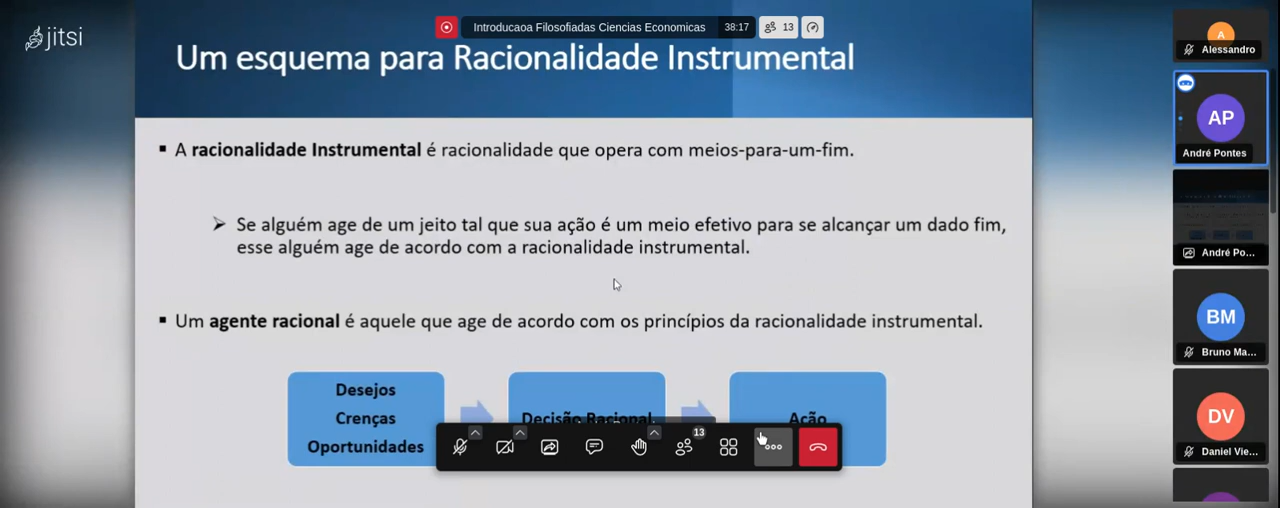 jitsi
Introducaoa Filosofiadas Ciencias Economicas 38:17 13
Um esquema para Racionalidade Instrumental
▪ A racionalidade Instrumental é racionalidade que opera com meios-para-um-fim.
➢ Se alguém age de um jeito tal que sua ação é um meio efetivo para se alcançar um dado fim,
esse alguém age de acordo com a racionalidade instrumental.
▪ Um agente racional é aquele que age de acordo com os princípios da racionalidade instrumental.
Desejos
Crenças
Oportunidades
Decisão Racional
Ação
13
A
Alessandro
AP
André Pontes
André Po...
BM
Bruno Ma...
DV
Daniel Vie...